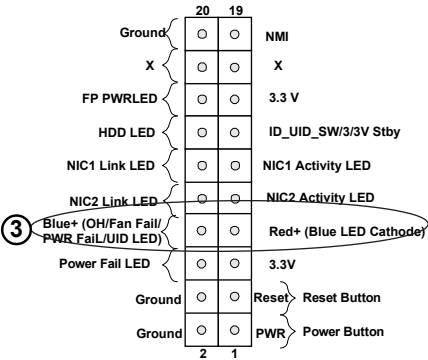 20 19
Ground NMI
X X
FP PWRLED 3.3 V
HDD LED ID_UID_SW/3/3V Stby
NIC1 Link LED NIC1 Activity LED
NIC2 Link LED NIC2 Activity LED
3
Blue+ (OH/Fan Fail/
PWR FaiL/UID LED)
Red+ (Blue LED Cathode)
Power Fail LED 3.3V
Ground Reset Reset Button
Ground PWR Power Button
2 1